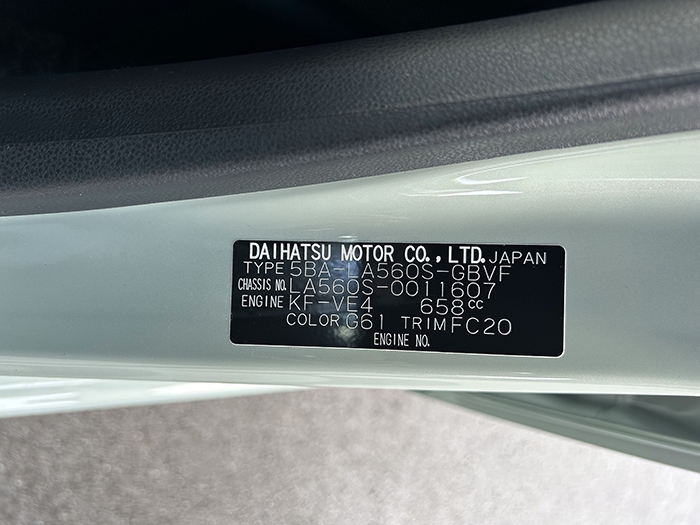 DAIHATSU MOTOR CO., LTD. JAPAN
TYPE 5BA-LA560S-GBVF
CHASSIS NO. LA560S-0011607
ENGINE KF-VE4 658cc
COLOR G61 TRIM FC20
ENGINE NO.